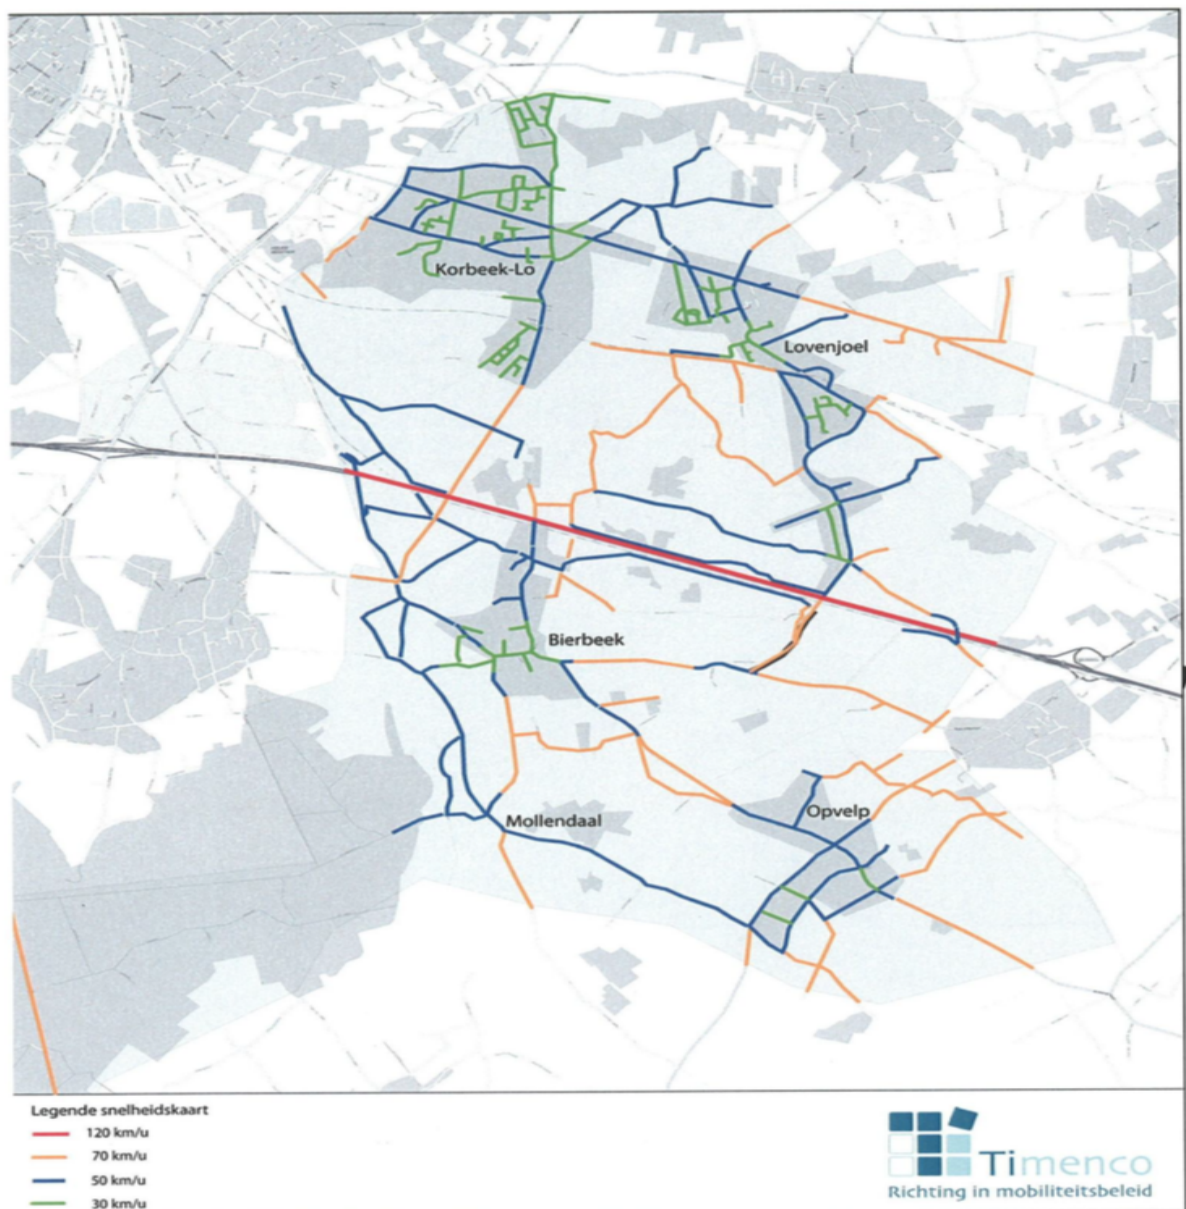 Korbeek-Lo
Lovenjoel
Bierbeek
Opvelp
Mollendaal
Legende snelheidskaart
120 km/u
70 km/u
50 km/u
30 km/u
Timenco
Richting in mobiliteitsbeleid